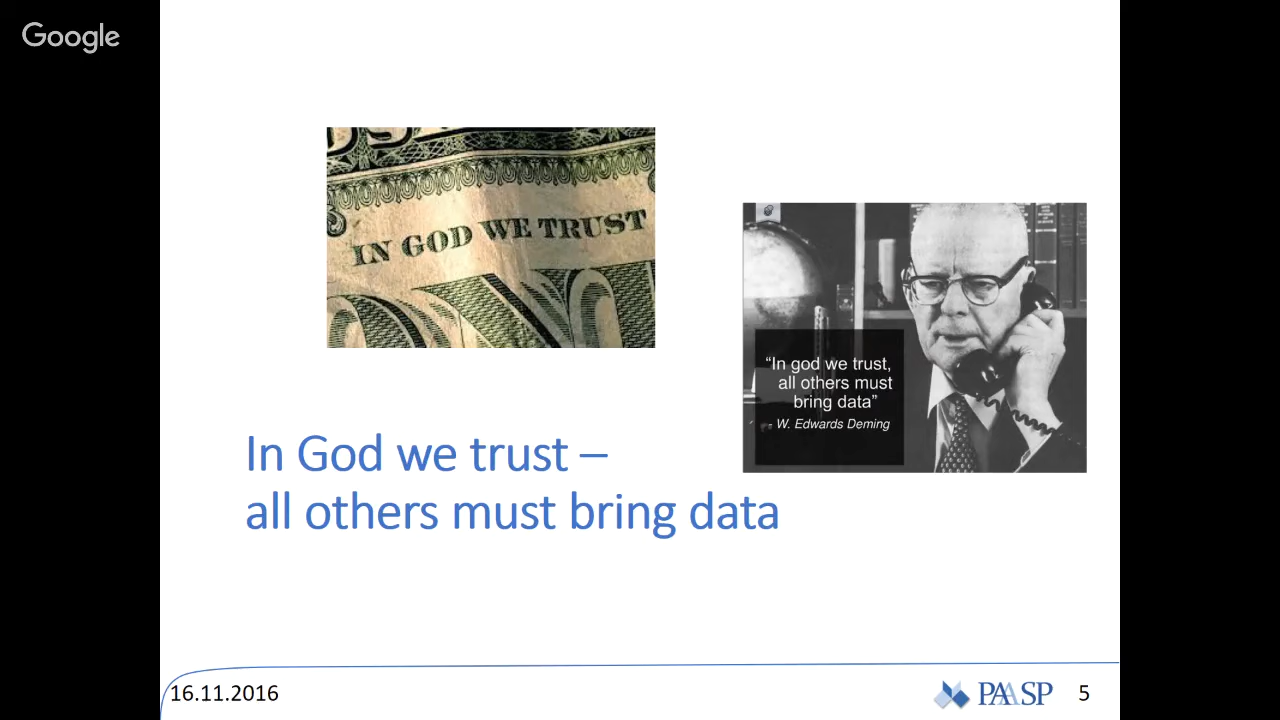 Google
IN GOD WE TRUST
“In god we trust,
all others must
bring data”
- W. Edwards Deming
In God we trust –
all others must bring data
16.11.2016
PAASP
5